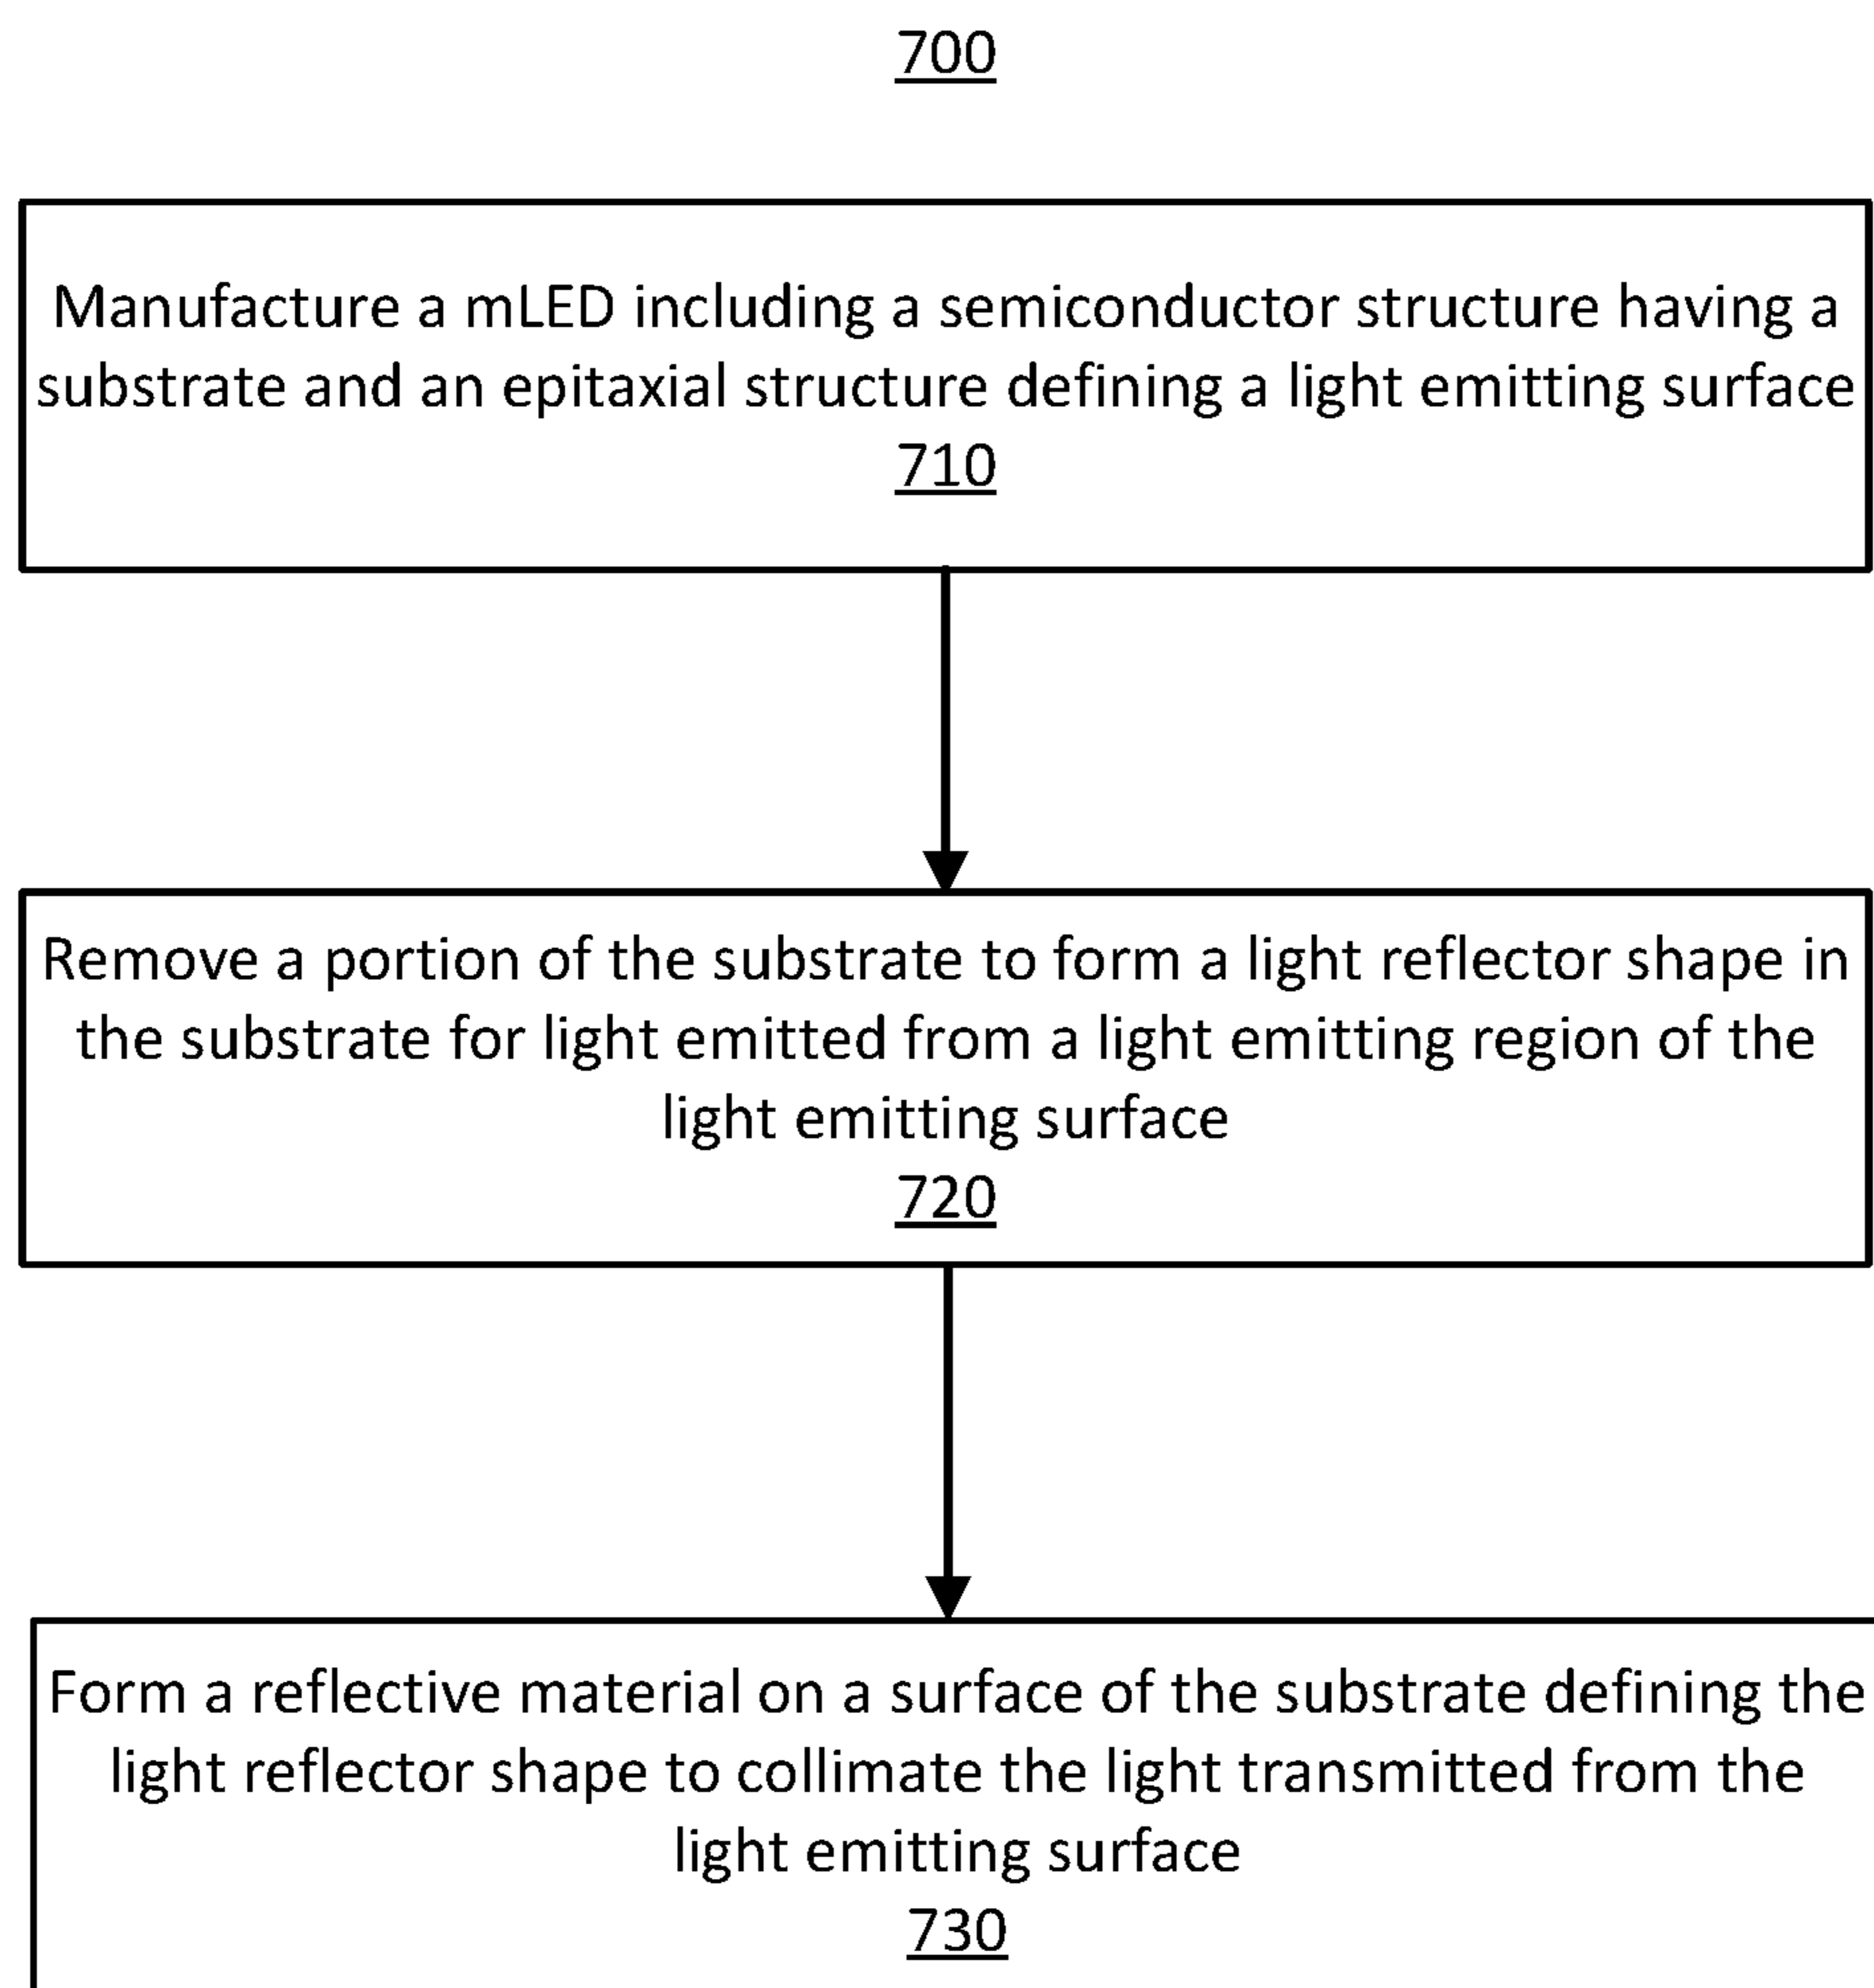 700
Manufacture a mLED including a semiconductor structure having a
substrate and an epitaxial structure defining a light emitting surface
710
Remove a portion of the substrate to form a light reflector shape in
the substrate for light emitted from a light emitting region of the
light emitting surface
720
Form a reflective material on a surface of the substrate defining the
light reflector shape to collimate the light transmitted from the
light emitting surface
730